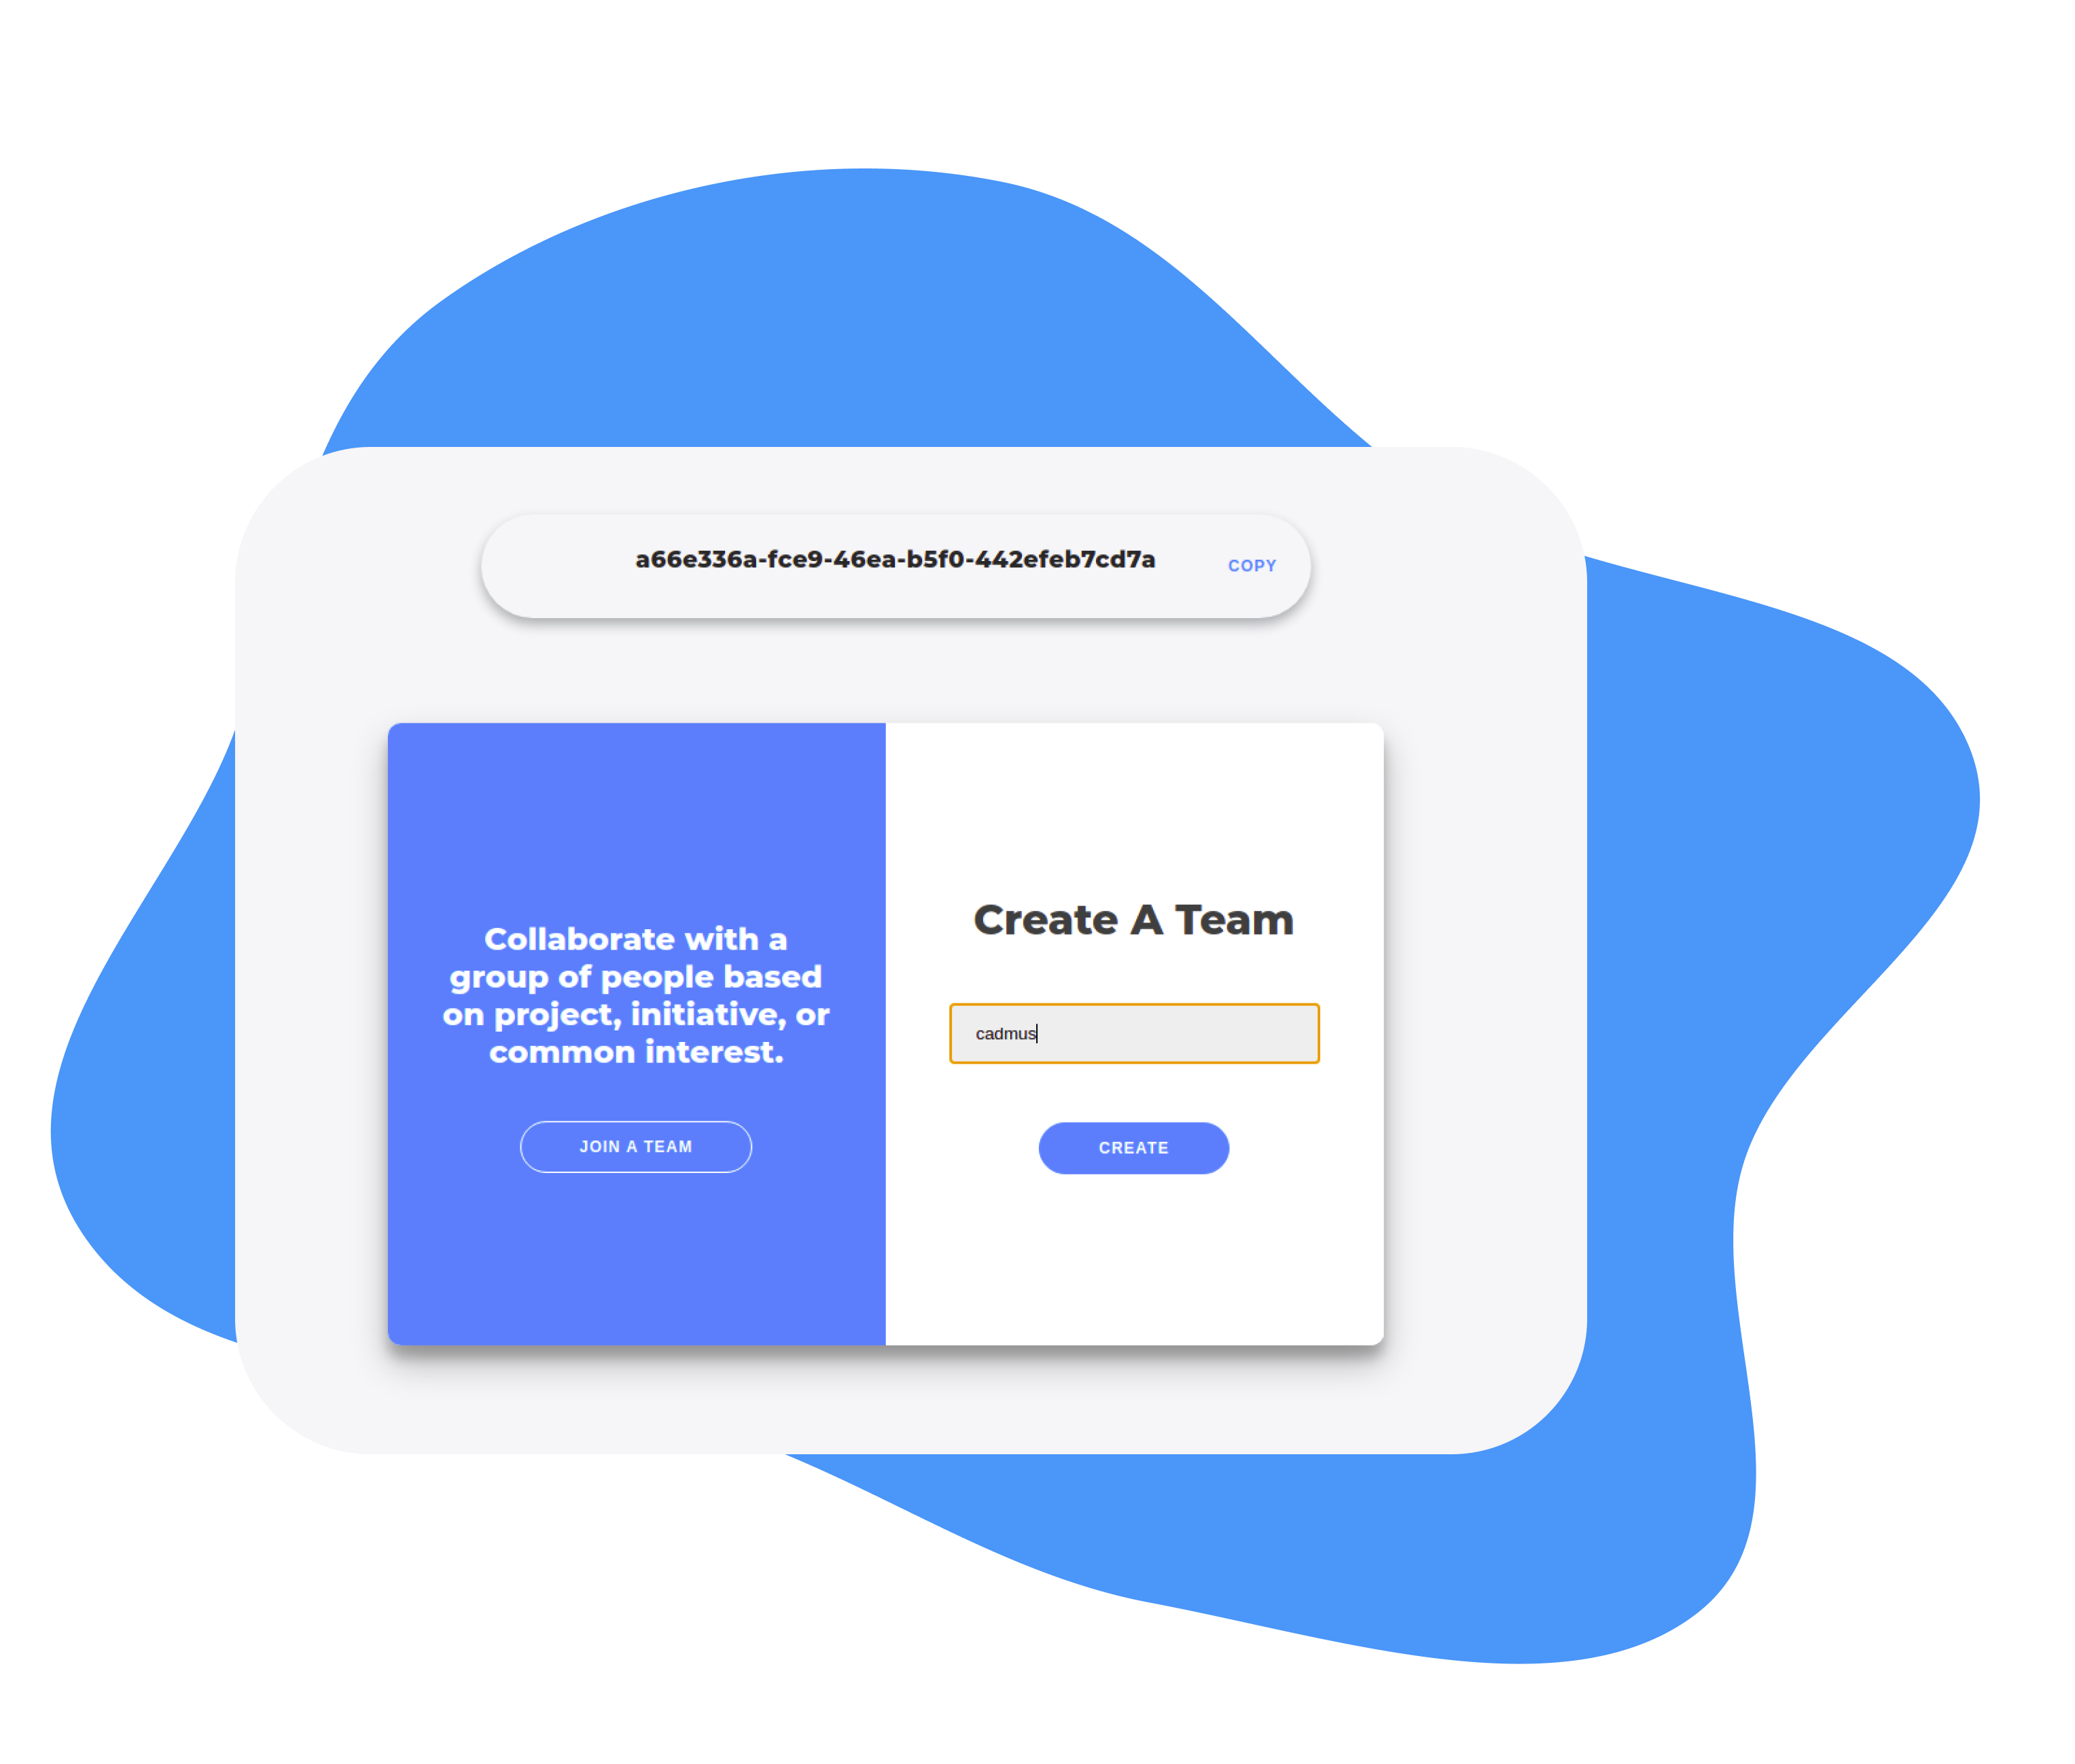 a66e336a-fce9-46ea-b5f0-442efeb7cd7a
COPY
Collaborate with a
group of people based
on project, initiative, or
common interest.
JOIN A TEAM
Create A Team
cadmus
CREATE